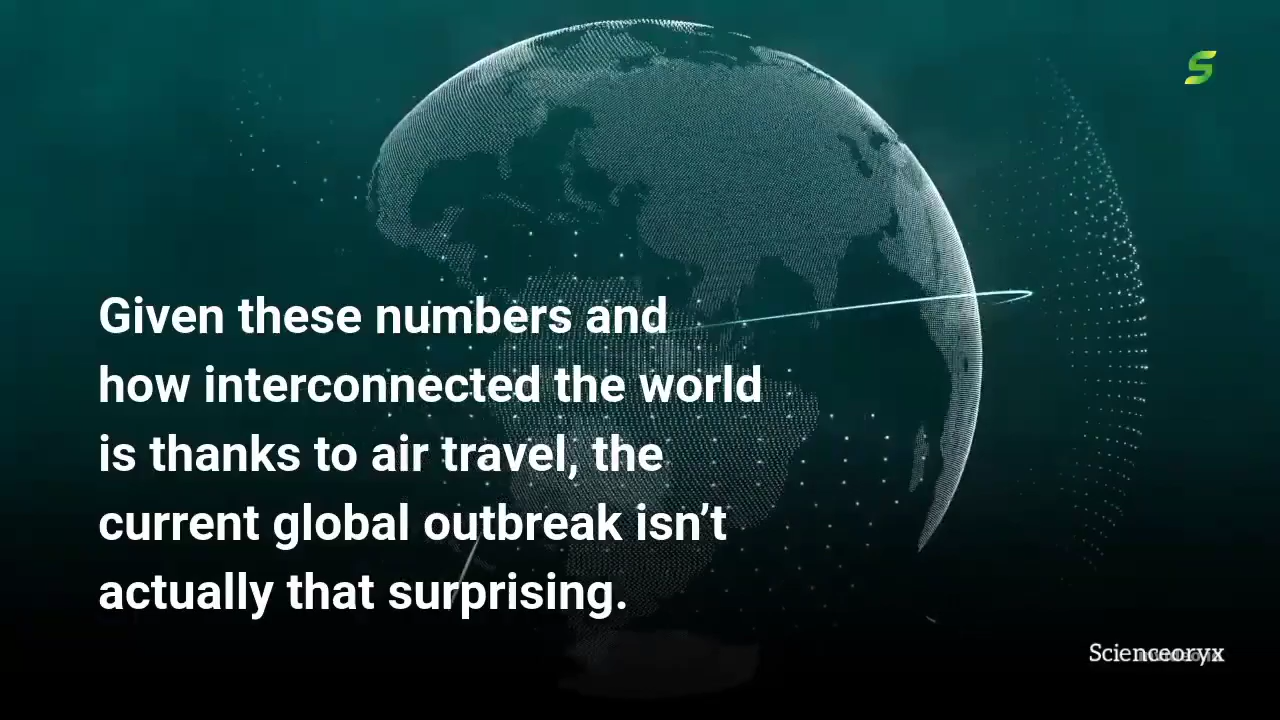 Given these numbers and
how interconnected the world
is thanks to air travel, the
current global outbreak isn’t
actually that surprising.
Scienceoryx